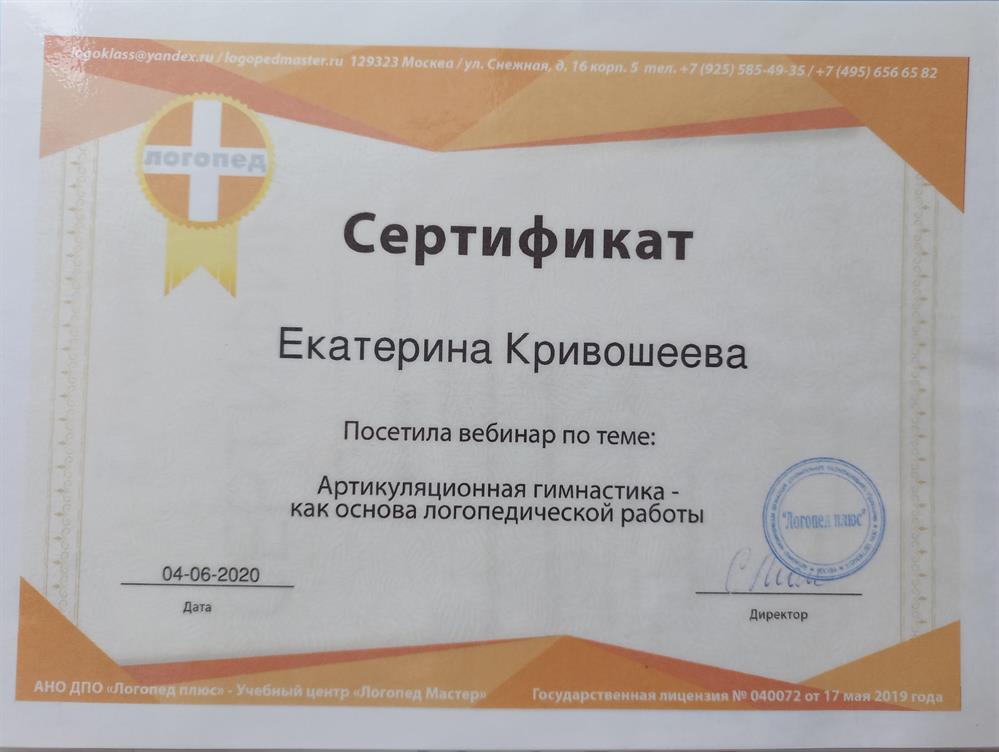 logoklass@yandex.ru / logopedmaster.ru 129323 Москва / ул. Снежная, д. 16 корп. 5 тел. +7 (925) 585-49-35 / +7 (495) 656 65 82
логопед
Сертификат
Екатерина Кривошеева
Посетила вебинар по теме:
Артикуляционная гимнастика -
как основа логопедической работы
"Логопед плюс"
04-06-2020
Дата
Директор
АНО ДПО «Логопед плюс» - Учебный центр «Логопед Мастер»
Государственная лицензия № 040072 от 17 мая 2019 года